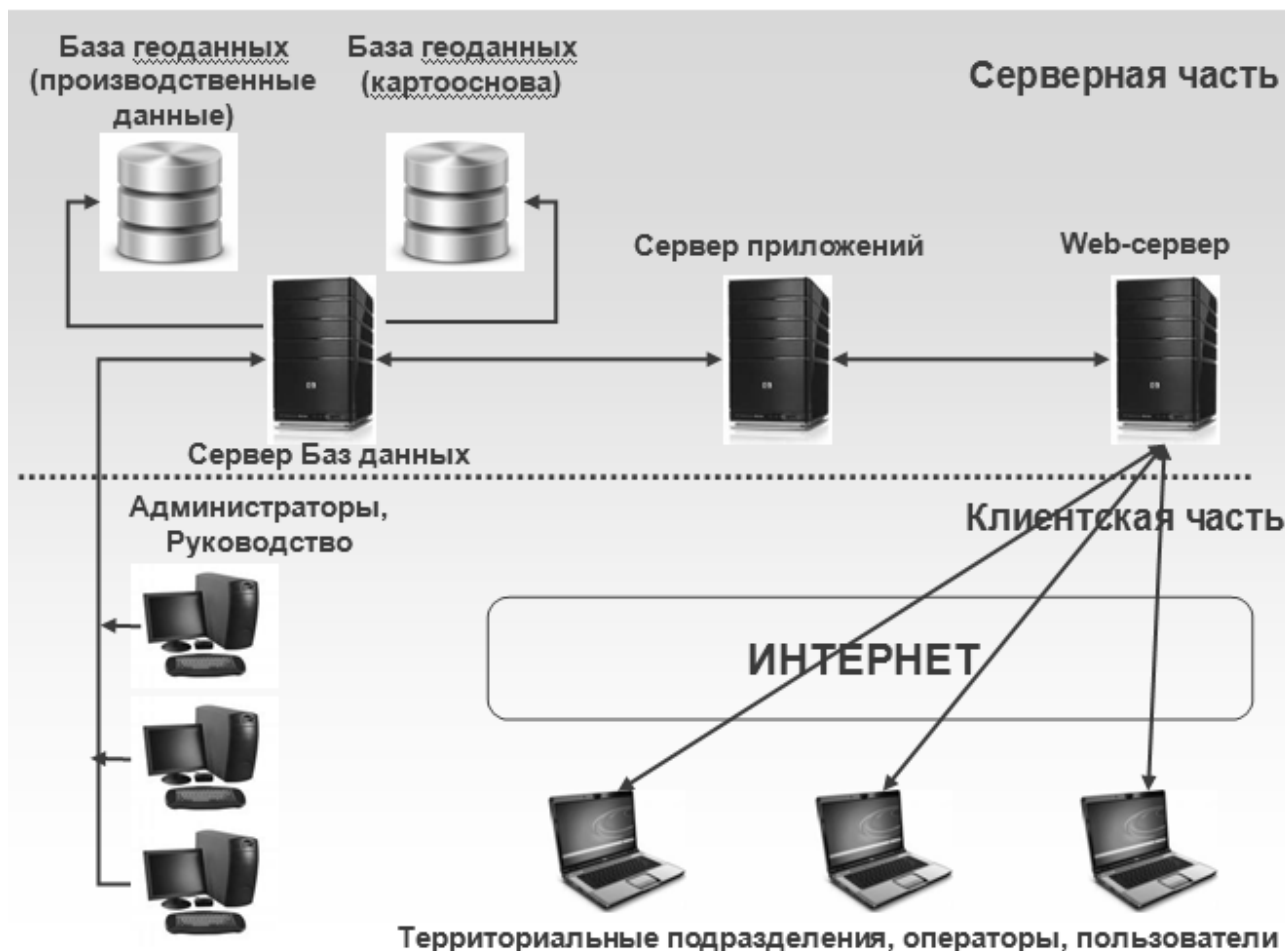 База геоданных
(производственные
данные)
База геоданных
(картооснова)
Серверная часть
Сервер приложений
Web-сервер
Сервер Баз данных
Администраторы,
Руководство
Клиентская часть
ИНТЕРНЕТ
Территориальные подразделения, операторы, пользователи